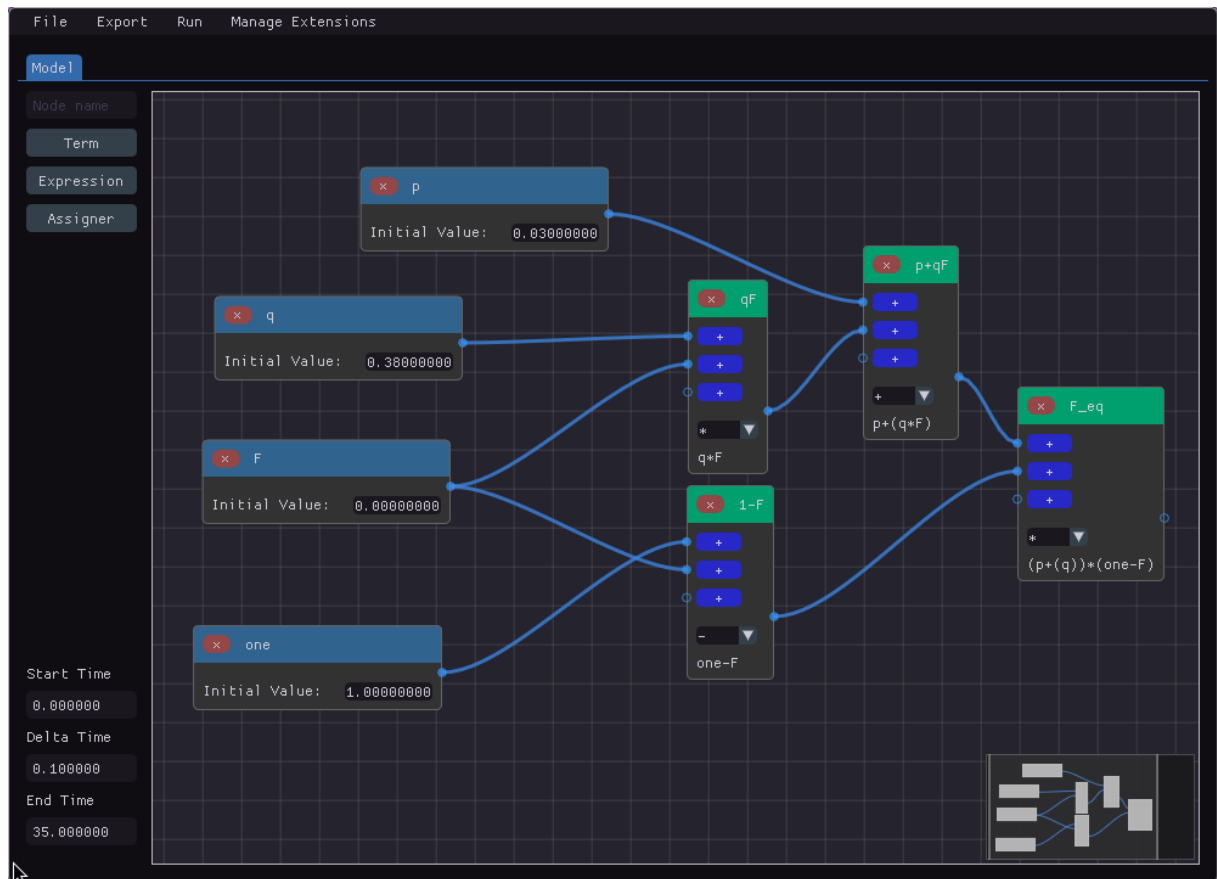 File Export Run Manage Extensions
Model
Node name
Term
Expression
Assigner
× p
Initial Value: 0.03000000
× q
Initial Value: 0.38000000
× F
Initial Value: 0.00000000
× one
Initial Value: 1.00000000
× qF
+
+
+
* ▼
q*F
× 1-F
+
+
+
- ▼
one-F
× p+qF
+
+
+
+ ▼
p+(q*F)
× F_eq
+
+
+
* ▼
(p+(q))*(one-F)
Start Time
0.000000
Delta Time
0.100000
End Time
35.000000